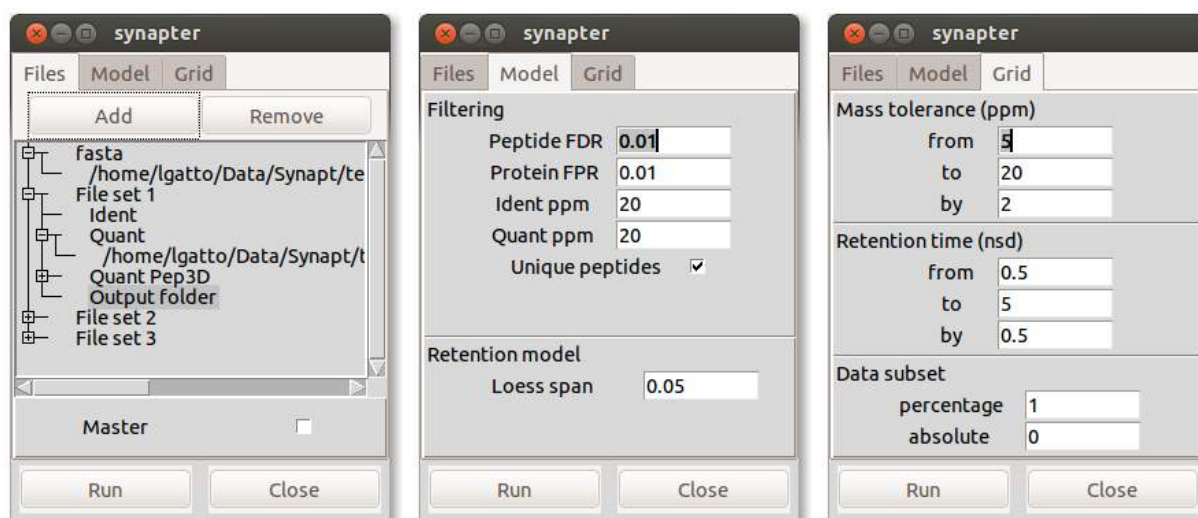 synapter
Files Model Grid
Add Remove
fasta
/home/lgatto/Data/Synapt/te
File set 1
Ident
Quant
/home/lgatto/Data/Synapt/t
Quant Pep3D
Output folder
File set 2
File set 3
Master
Run Close
synapter
Files Model Grid
Filtering
Peptide FDR 0.01
Protein FPR 0.01
Ident ppm 20
Quant ppm 20
Unique peptides
Retention model
Loess span 0.05
Run Close
synapter
Files Model Grid
Mass tolerance (ppm)
from 5
to 20
by 2
Retention time (nsd)
from 0.5
to 5
by 0.5
Data subset
percentage 1
absolute 0
Run Close